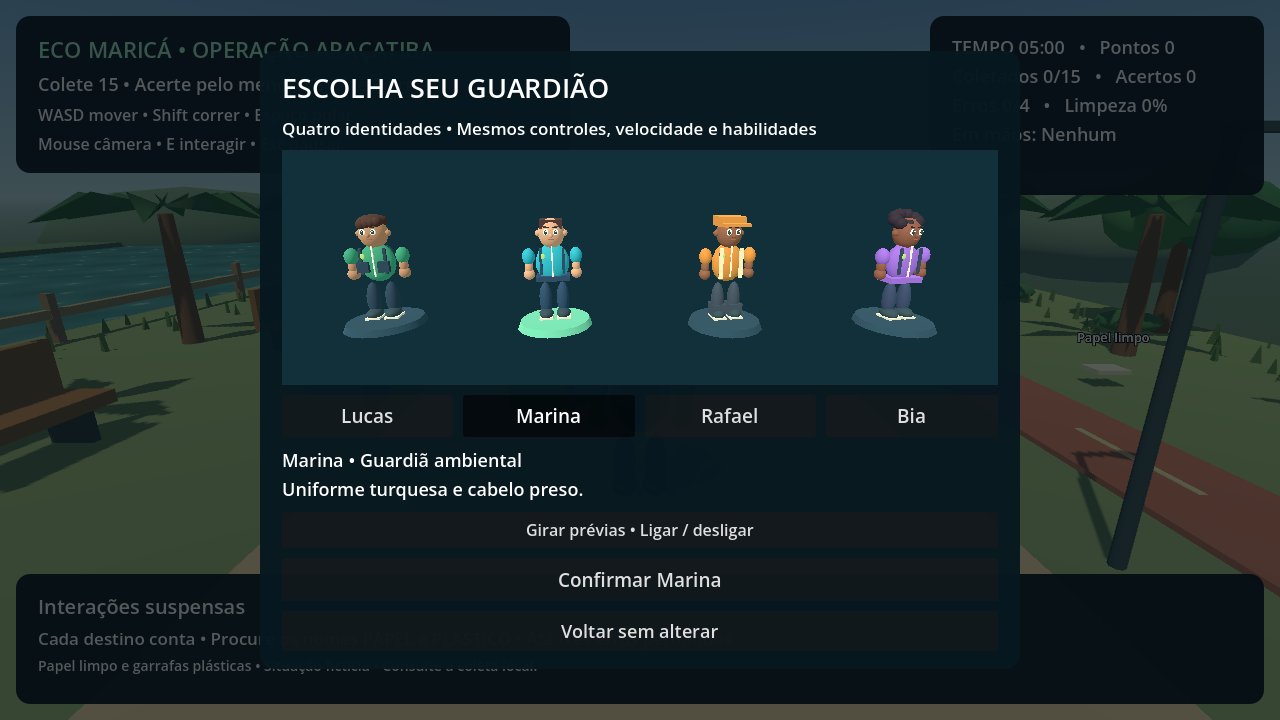 ECO MARICÁ • OPERAÇÃO ARAÇATIBA
Colete 15 • Acerte pelo me
WASD mover • Shift correr • E
Mouse câmera • E interagir •
TEMPO 05:00 • Pontos 0
0/15 • Acertos 0
/4 • Limpeza 0%
Em mãos: Nenhum
ESCOLHA SEU GUARDIÃO
Quatro identidades • Mesmos controles, velocidade e habilidades
Papel limpo
Lucas
Marina
Rafael
Bia
Marina • Guardiã ambiental
Uniforme turquesa e cabelo preso.
Girar prévias • Ligar / desligar
Confirmar Marina
Voltar sem alterar
Interações suspensas
Cada destino conta • Procur
Papel limpo e garrafas plásticas • Situação fictícia • Consulte a coleta local.